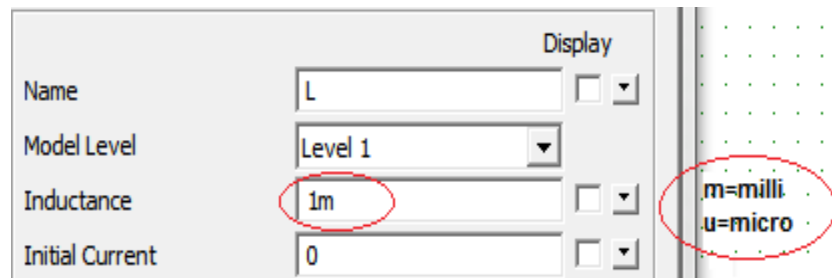 Display
Name L
Model Level Level 1
Inductance 1m
m=milli
u=micro
Initial Current 0